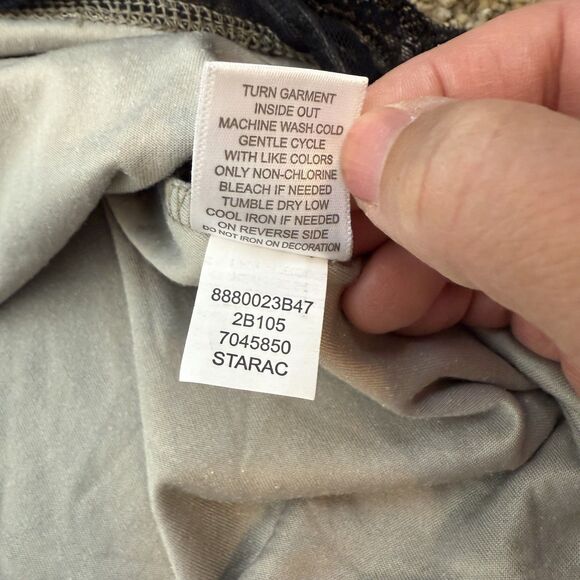 TURN GARMENT
INSIDE OUT
MACHINE WASH COLD
GENTLE CYCLE
WITH LIKE COLORS
ONLY NON-CHLORINE
BLEACH IF NEEDED
TUMBLE DRY LOW
COOL IRON IF NEEDED
ON REVERSE SIDE
DO NOT IRON ON DECORATION
8880023B47
2B105
7045850
STARAC